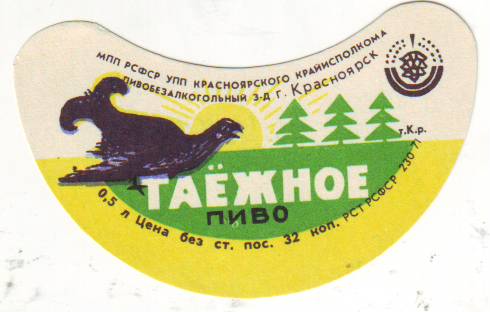 МПП РСФСР УПП КРАСНОЯРСКОГО КРАЙИСПОЛКОМА
ПИВОБЕЗАЛКОГОЛЬНЫЙ З-Д г. Красноярск
т.К.р.
ТАЁЖНОЕ
ПИВО
0,5 л Цена без ст. пос. 32 коп. РСТ РСФСР 230-71